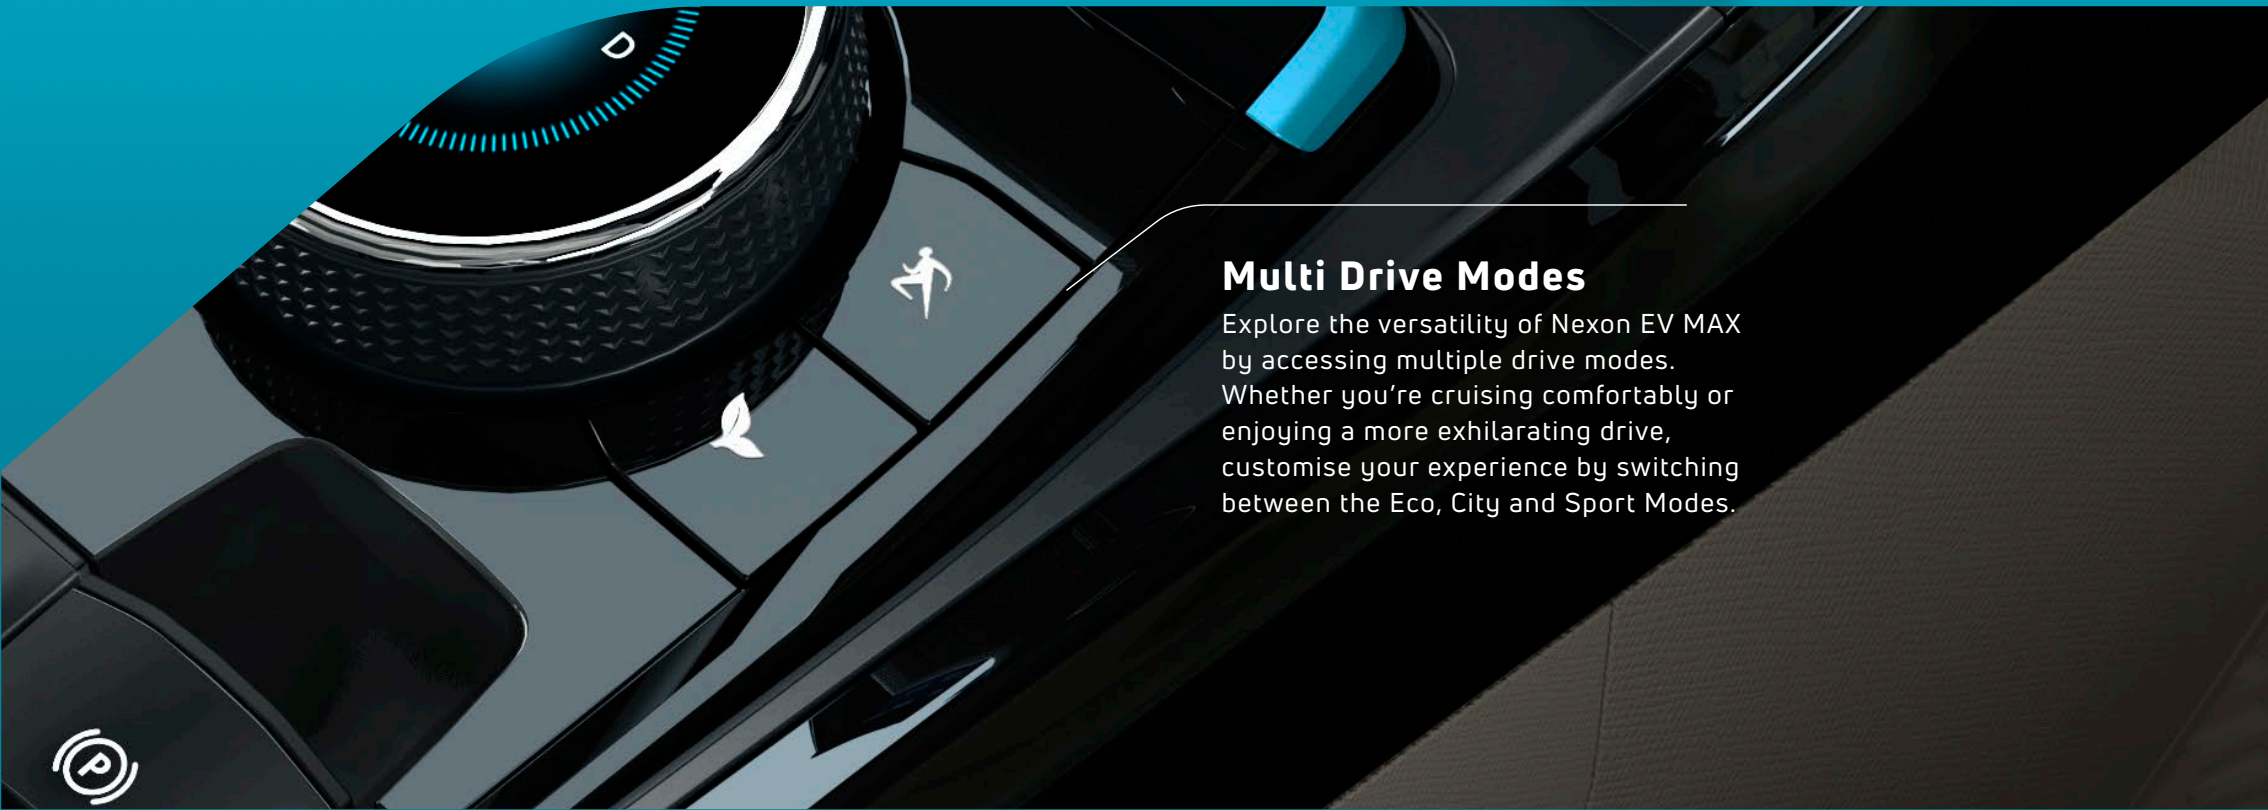 D
Multi Drive Modes
Explore the versatility of Nexon EV MAX
by accessing multiple drive modes.
Whether you’re cruising comfortably or
enjoying a more exhilarating drive,
customise your experience by switching
between the Eco, City and Sport Modes.
P